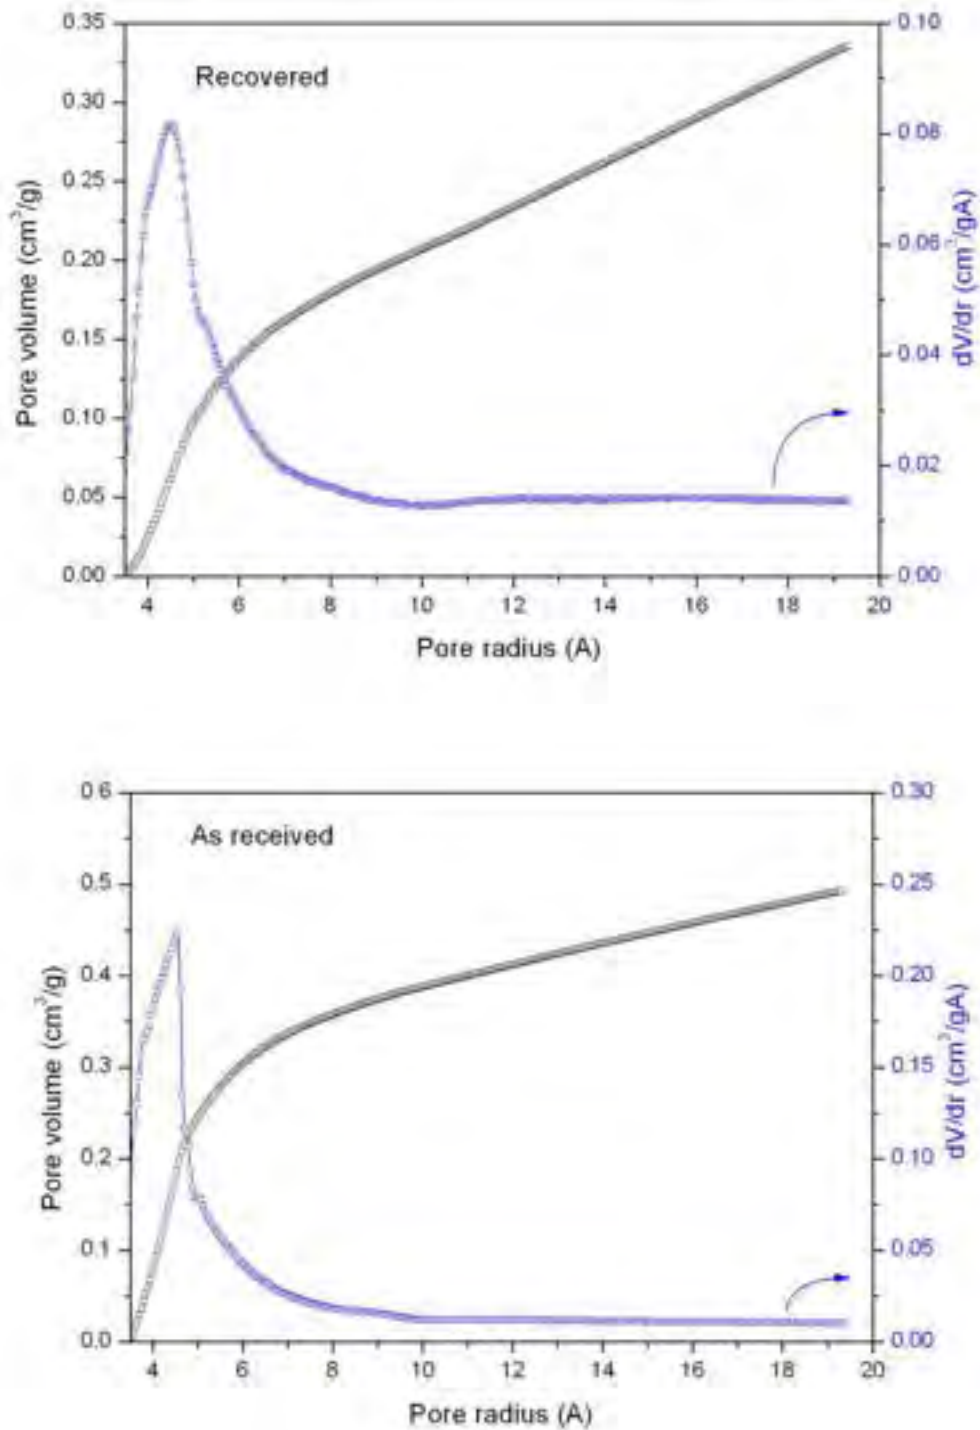 Recovered
0.35
0.30
0.25
0.20
0.15
0.10
0.05
0.00
Pore volume (cm³/g)
0.10
0.08
0.06
0.04
0.02
0.00
dV/dr (cm³/gA)
4 6 8 10 12 14 16 18 20
Pore radius (A)
As received
0.6
0.5
0.4
0.3
0.2
0.1
0.0
Pore volume (cm³/g)
0.30
0.25
0.20
0.15
0.10
0.05
0.00
dV/dr (cm³/gA)
4 6 8 10 12 14 16 18 20
Pore radius (A)